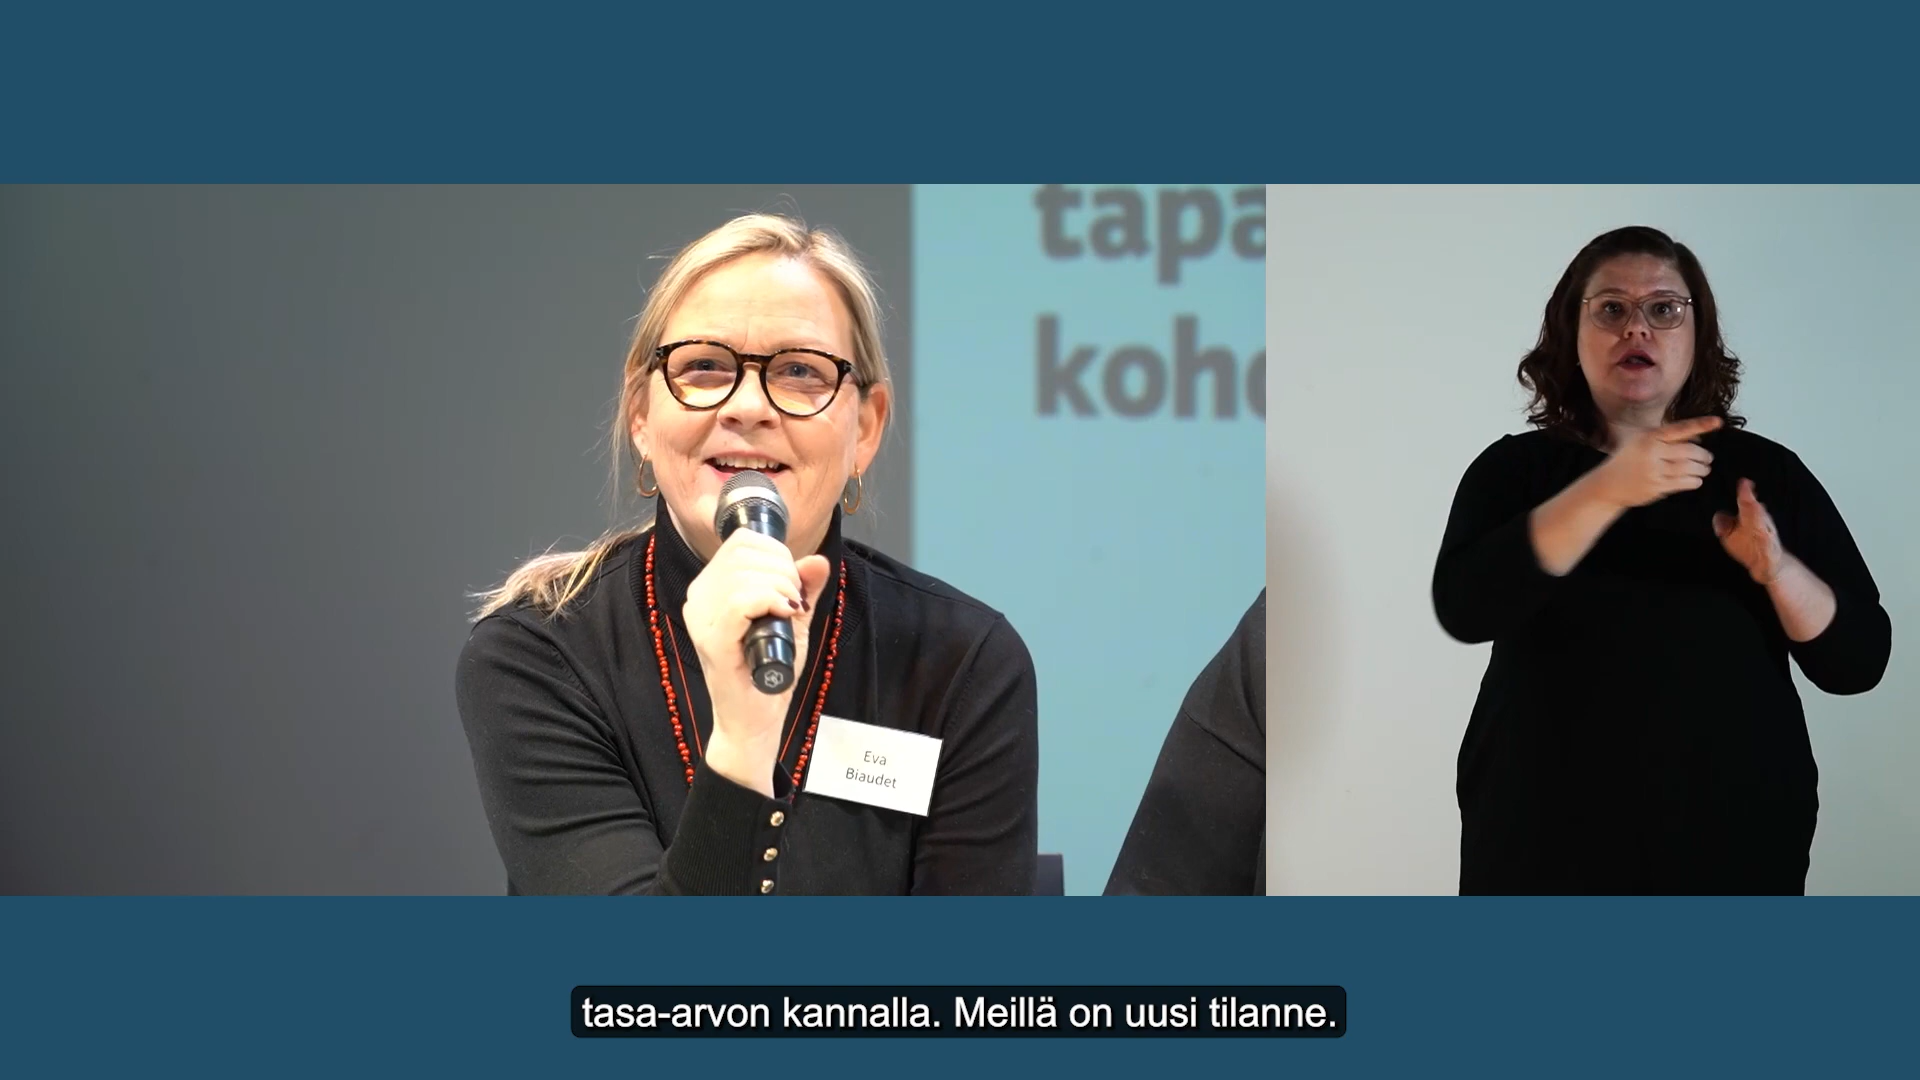 tapa
koho
Eva
Biaudet
tasa-arvon kannalla. Meillä on uusi tilanne.